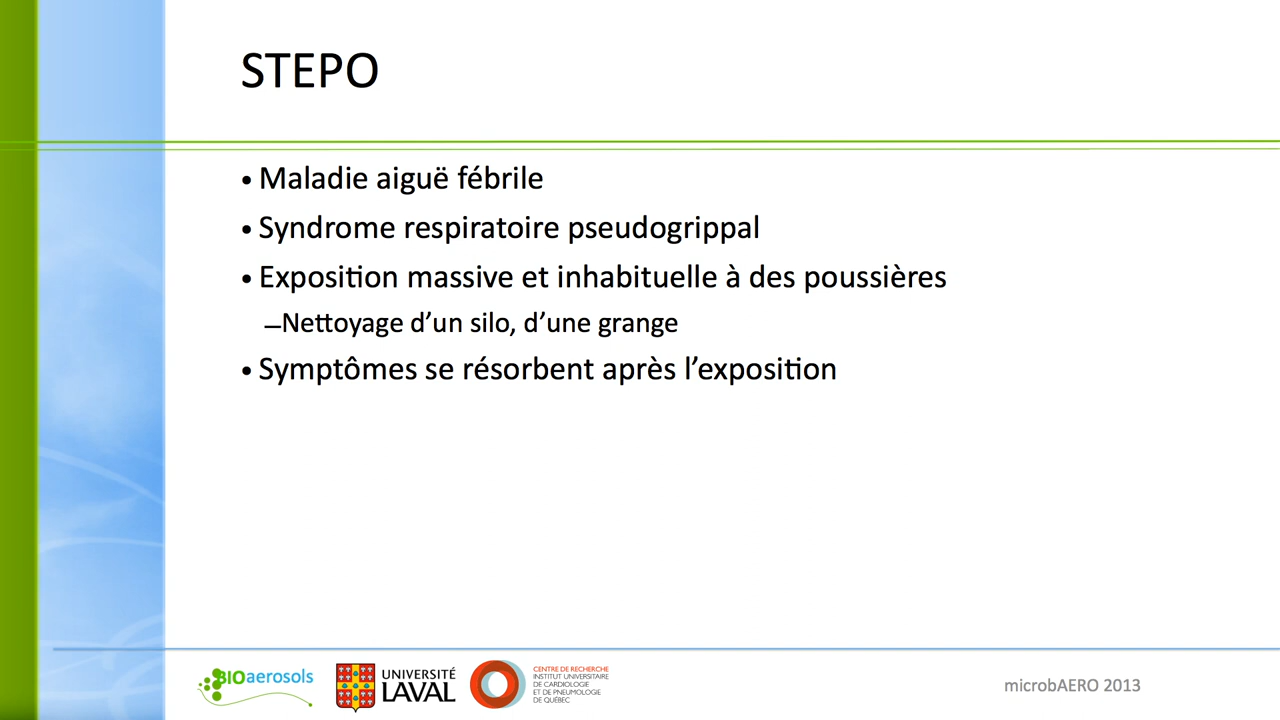 STEPO
• Maladie aiguë fébrile
• Syndrome respiratoire pseudogrippal
• Exposition massive et inhabituelle à des poussières
–Nettoyage d’un silo, d’une grange
• Symptômes se résorbent après l’exposition
BIOaerosols
UNIVERSITÉ
LAVAL
CENTRE DE RECHERCHE
INSTITUT UNIVERSITAIRE
DE CARDIOLOGIE
ET DE PNEUMOLOGIE
DE QUÉBEC
microbAERO 2013